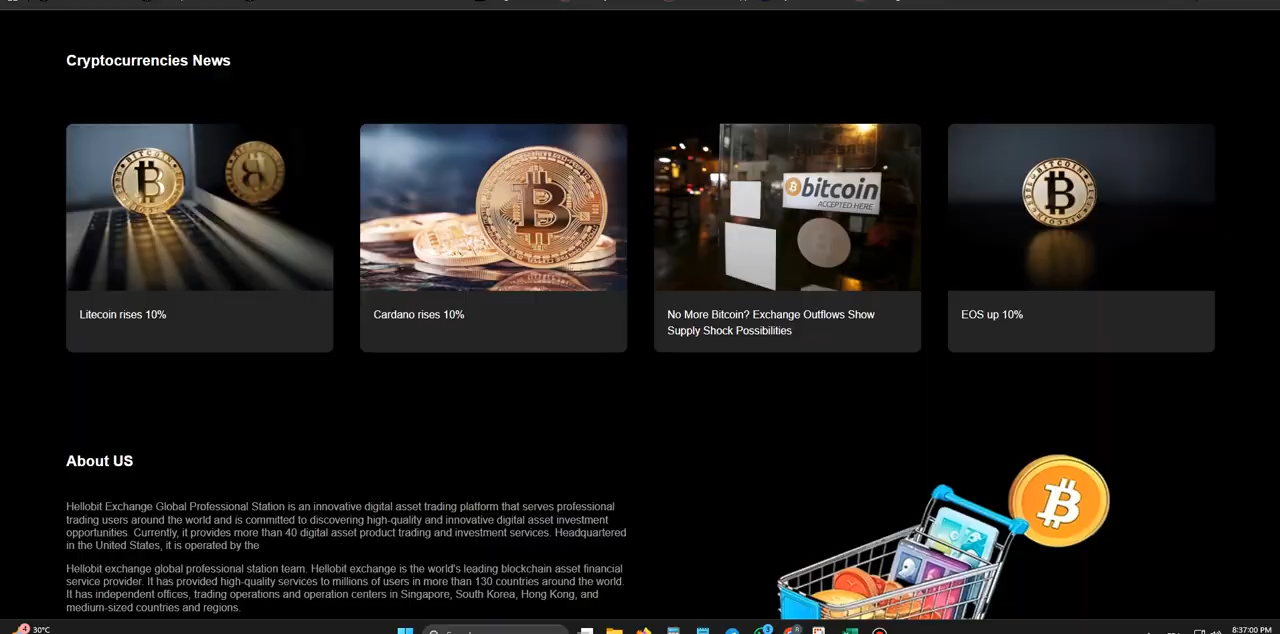 Cryptocurrencies News
BITCOIN
bitcoin
ACCEPTED HERE
Litecoin rises 10%
Cardano rises 10%
No More Bitcoin? Exchange Outflows Show
Supply Shock Possibilities
EOS up 10%
About US
Hellobit Exchange Global Professional Station is an innovative digital asset trading platform that serves professional
trading users around the world and is committed to discovering high-quality and innovative digital asset investment
opportunities. Currently, it provides more than 40 digital asset product trading and investment services. Headquartered
in the United States, it is operated by the
Hellobit exchange global professional station team. Hellobit exchange is the world's leading blockchain asset financial
service provider. It has provided high-quality services to millions of users in more than 130 countries around the world.
It has independent offices, trading operations and operation centers in Singapore, South Korea, Hong Kong, and
medium-sized countries and regions.
4
30°C
8:37:00 PM